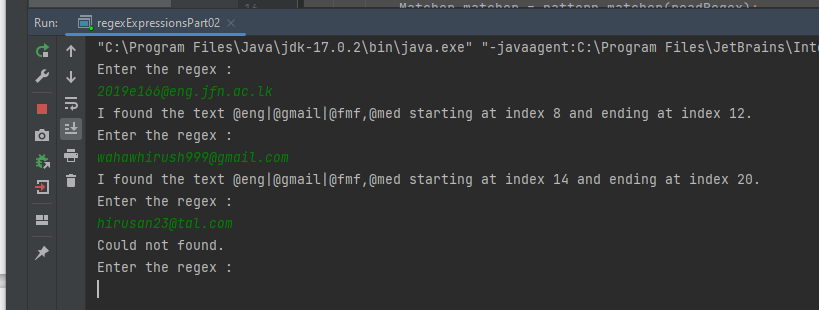 16
Matcher matcher = pattern.matcher(readRegex);
Run: regexExpressionsPart02
"C:\Program Files\Java\jdk-17.0.2\bin\java.exe" "-javaagent:C:\Program Files\JetBrains\Inte
Enter the regex :
2019e166@eng.jfn.ac.lk
I found the text @eng|@gmail|@fmf,@med starting at index 8 and ending at index 12.
Enter the regex :
wahawhirush999@gmail.com
I found the text @eng|@gmail|@fmf,@med starting at index 14 and ending at index 20.
Enter the regex :
hirusan23@tal.com
Could not found.
Enter the regex :